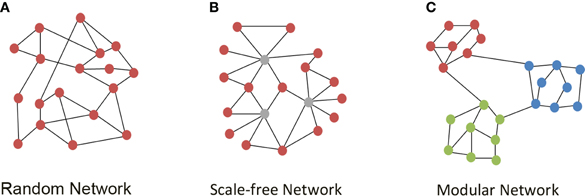 A
B
C
Random Network
Scale-free Network
Modular Network